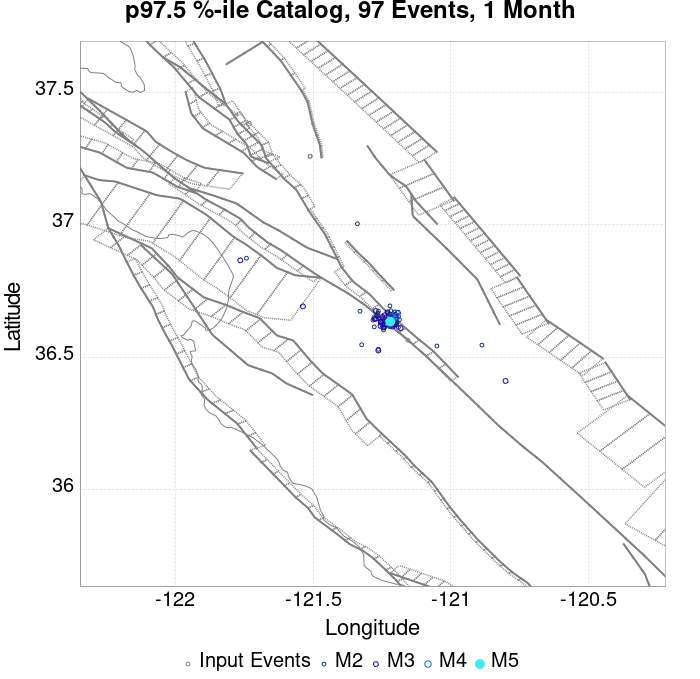 p97.5 %-ile Catalog, 97 Events, 1 Month
37.5
37
36.5
36
Latitude
-122
-121.5
-121
-120.5
Longitude
Input Events M2 M3 M4 M5